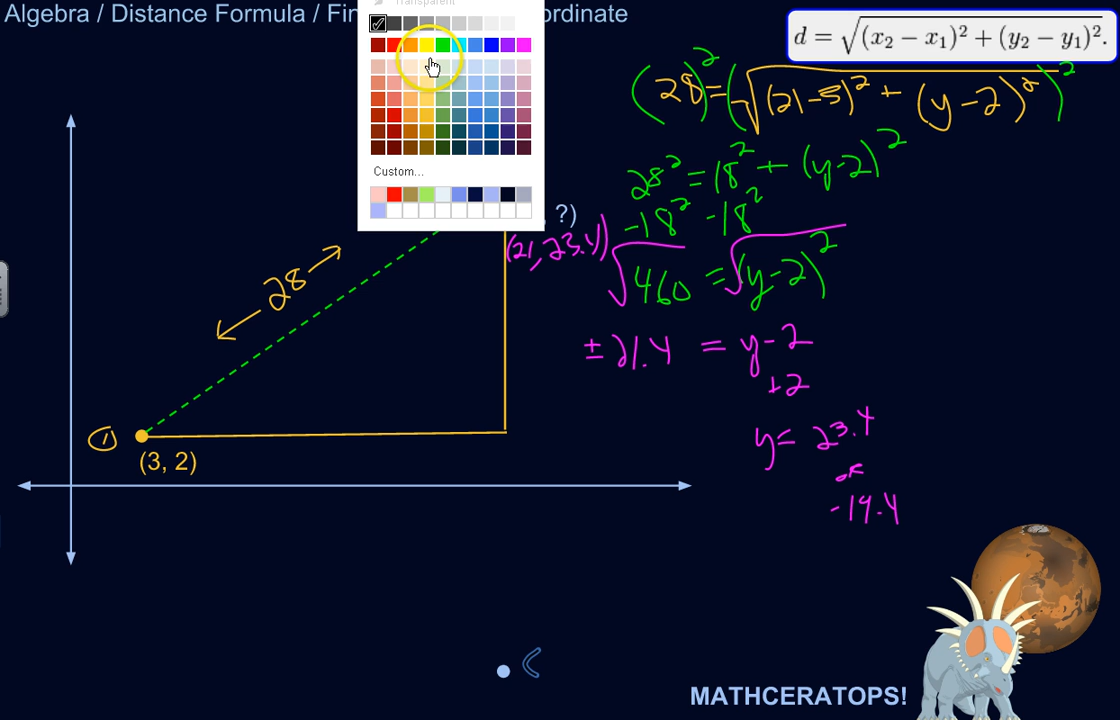 Algebra / Distance Formula / Fin
ordinate
Transparent
Custom...
d = √(x₂ − x₁)² + (y₂ − y₁)².
(28)² = (√(21-3)² + (y-2)²)²
28² = 18² + (y-2)²
-18² -18²
√460 = √(y-2)²
± 21.4 = y-2
+2
y = 23.4
or
-19.4
?)
(21, 23.4)
28
1
(3, 2)
MATHCERATOPS!